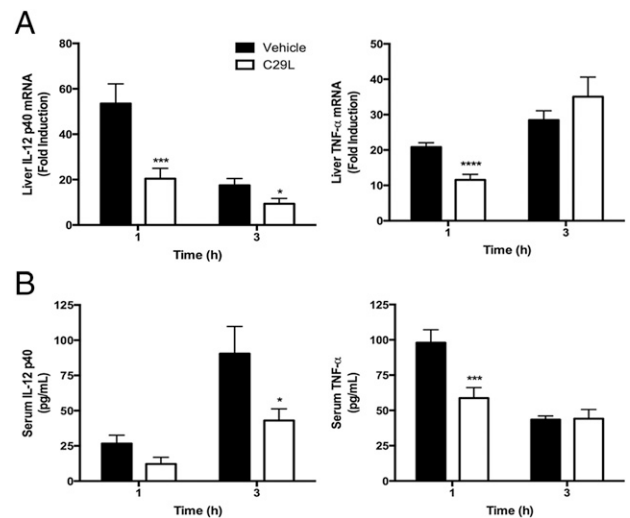 A
Liver IL-12 p40 mRNA
(Fold Induction)
80
60
40
20
0
Vehicle
C29L
***
*
1
3
Time (h)
Liver TNF-α mRNA
(Fold Induction)
50
40
30
20
10
0
****
1
3
Time (h)
B
Serum IL-12 p40
(pg/mL)
125
100
75
50
25
0
*
1
3
Time (h)
Serum TNF-α
(pg/mL)
125
100
75
50
25
0
***
1
3
Time (h)